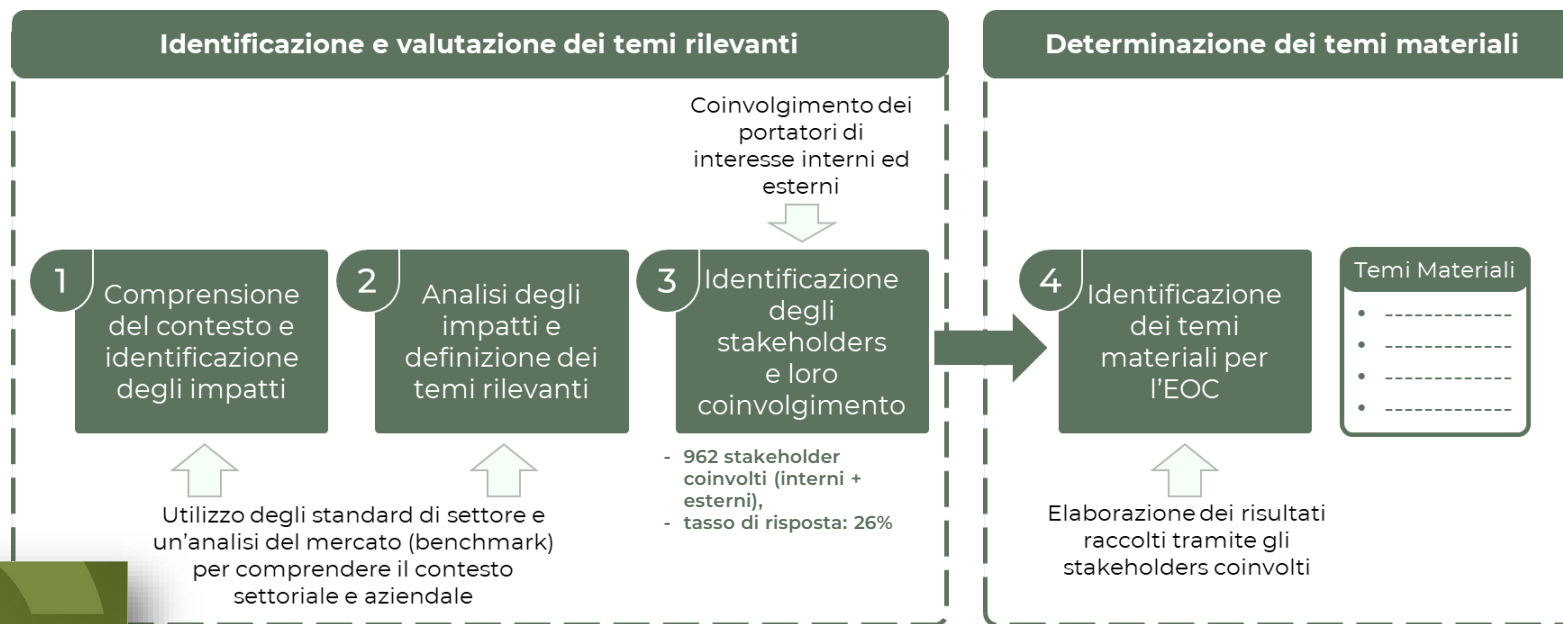 Identificazione e valutazione dei temi rilevanti
Coinvolgimento dei
portatori di
interesse interni ed
esterni
1
Comprensione
del contesto e
identificazione
degli impatti
2
Analisi degli
impatti e
definizione dei
temi rilevanti
3
Identificazione
degli
stakeholders
e loro
coinvolgimento
Utilizzo degli standard di settore e
un'analisi del mercato (benchmark)
per comprendere il contesto
settoriale e aziendale
- 962 stakeholder
coinvolti (interni +
esterni),
- tasso di risposta: 26%
Determinazione dei temi materiali
4
Identificazione
dei temi
materiali per
l'EOC
Temi Materiali
• -------------
• -------------
• -------------
• -------------
Elaborazione dei risultati
raccolti tramite gli
stakeholders coinvolti